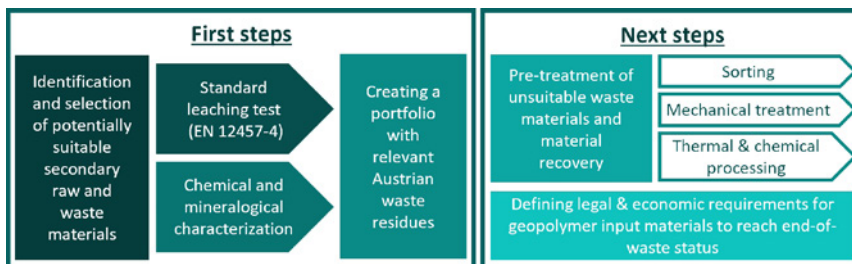 First steps
Identification
and selection
of potentially
suitable
secondary
raw and
waste
materials
Standard
leaching test
(EN 12457-4)
Chemical and
mineralogical
characterization
Creating a
portfolio
with
relevant
Austrian
waste
residues
Next steps
Pre-treatment of
unsuitable waste
materials and
material
recovery
Sorting
Mechanical treatment
Thermal & chemical
processing
Defining legal & economic requirements for
geopolymer input materials to reach end-of-
waste status